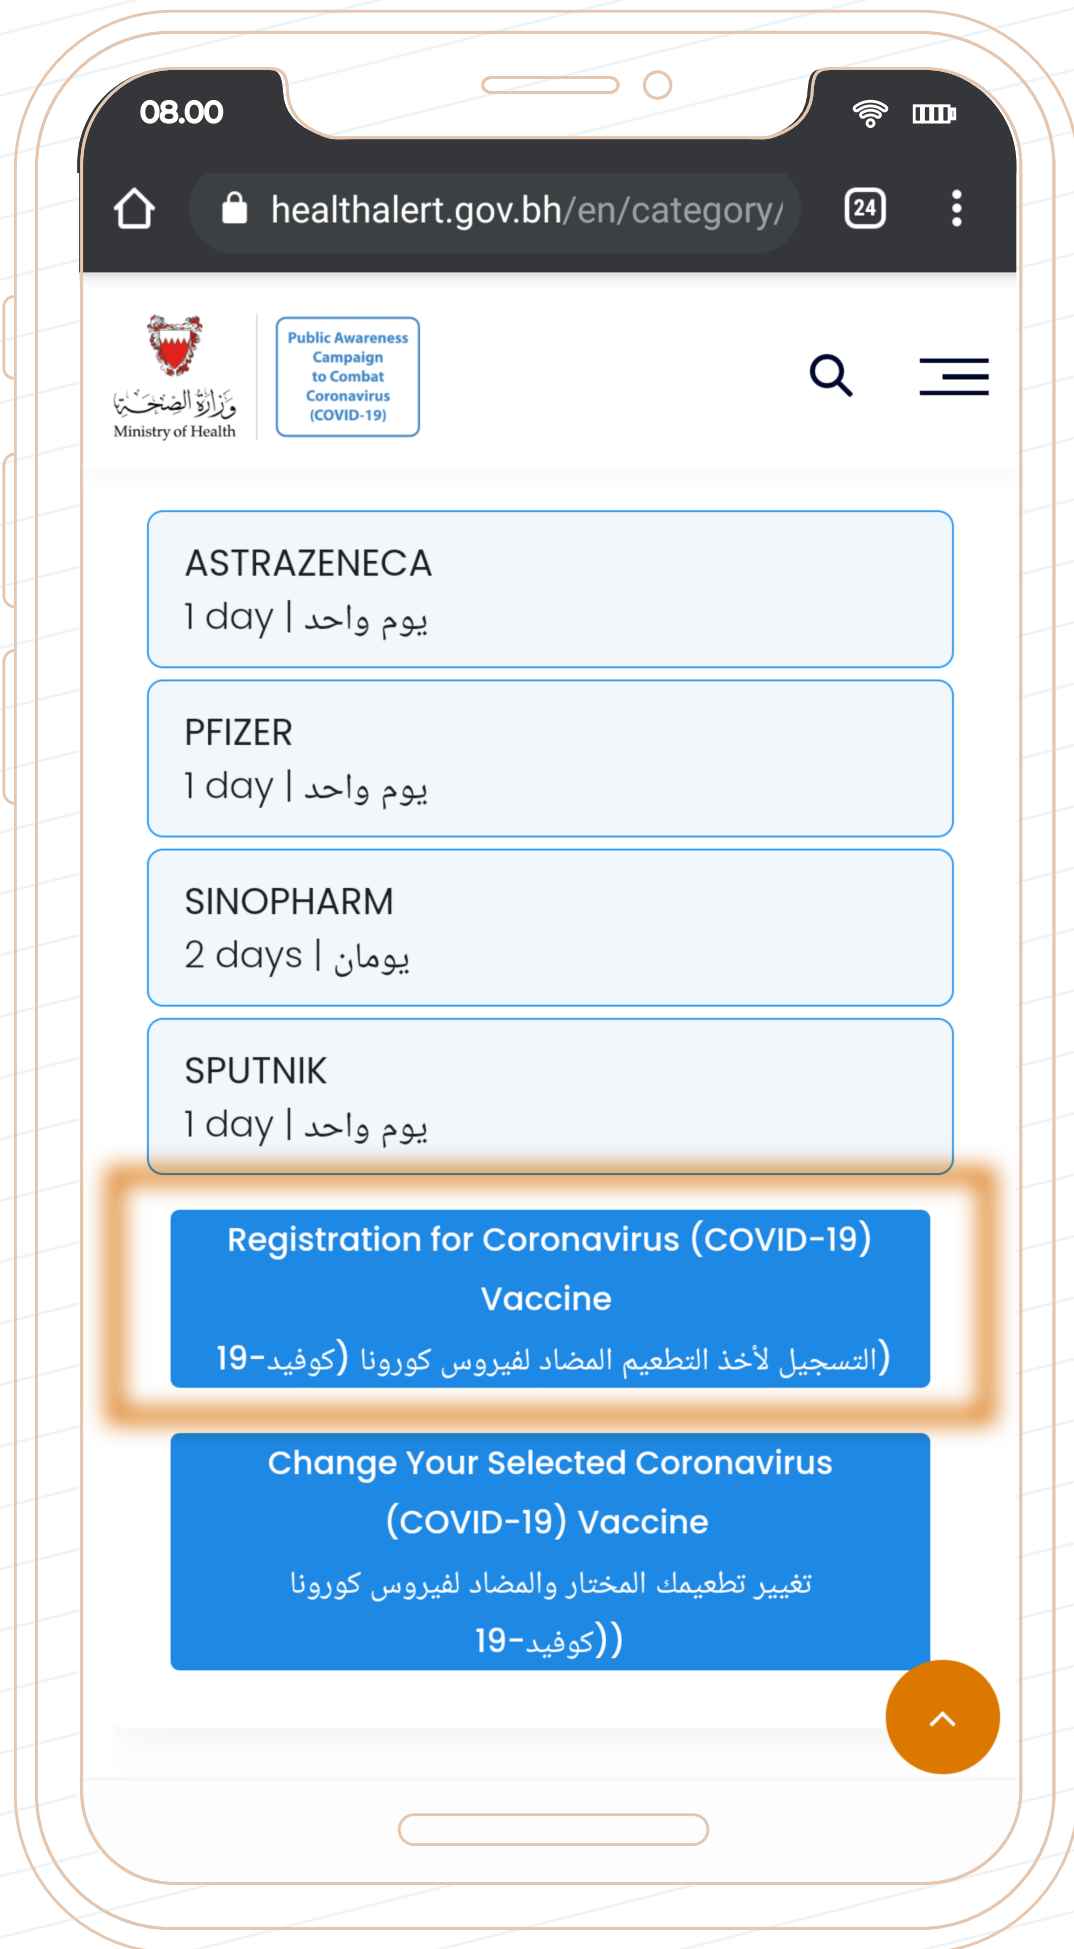 08.00
healthalert.gov.bh/en/category/
24
وزارة الصحة
Ministry of Health
Public Awareness
Campaign
to Combat
Coronavirus
(COVID-19)
ASTRAZENECA
1 day | يوم واحد
PFIZER
1 day | يوم واحد
SINOPHARM
2 days | يومان
SPUTNIK
1 day | يوم واحد
Registration for Coronavirus (COVID-19)
Vaccine
(التسجيل لأخذ التطعيم المضاد لفيروس كورونا (كوفيد-19
Change Your Selected Coronavirus
(COVID-19) Vaccine
تغيير تطعيمك المختار والمضاد لفيروس كورونا
((كوفيد-19